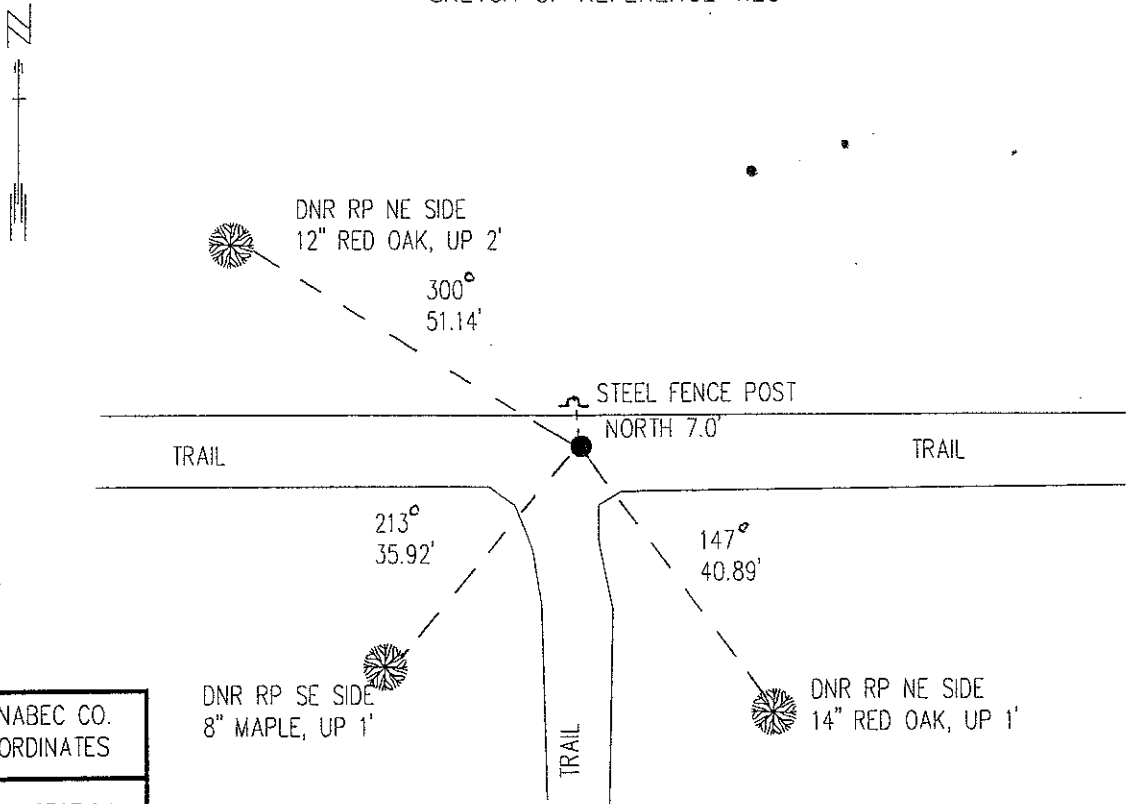 N
DNR RP NE SIDE
12" RED OAK, UP 2'
300°
51.14'
STEEL FENCE POST
NORTH 7.0'
TRAIL
TRAIL
213°
35.92'
147°
40.89'
DNR RP SE SIDE
8" MAPLE, UP 1'
DNR RP NE SIDE
14" RED OAK, UP 1'
TRAIL
NABEC CO.
ORDINATES